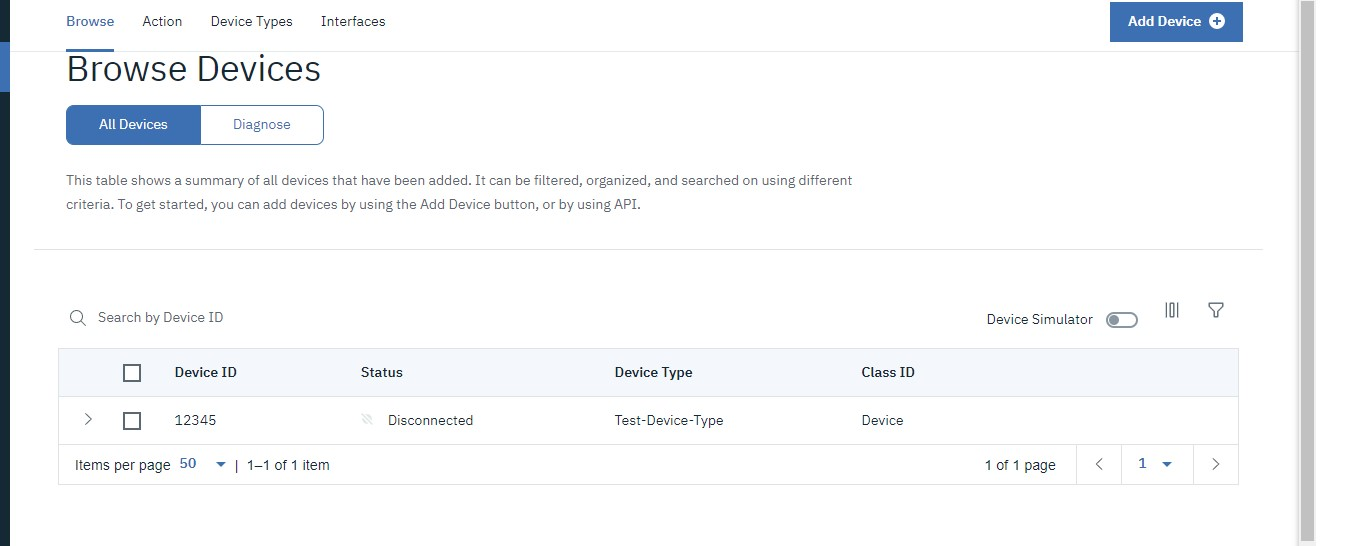 Browse Action Device Types Interfaces Add Device
Browse Devices
All Devices Diagnose
This table shows a summary of all devices that have been added. It can be filtered, organized, and searched on using different
criteria. To get started, you can add devices by using the Add Device button, or by using API.
Search by Device ID Device Simulator
Device ID Status Device Type Class ID
12345 Disconnected Test-Device-Type Device
Items per page 50 | 1–1 of 1 item 1 of 1 page 1